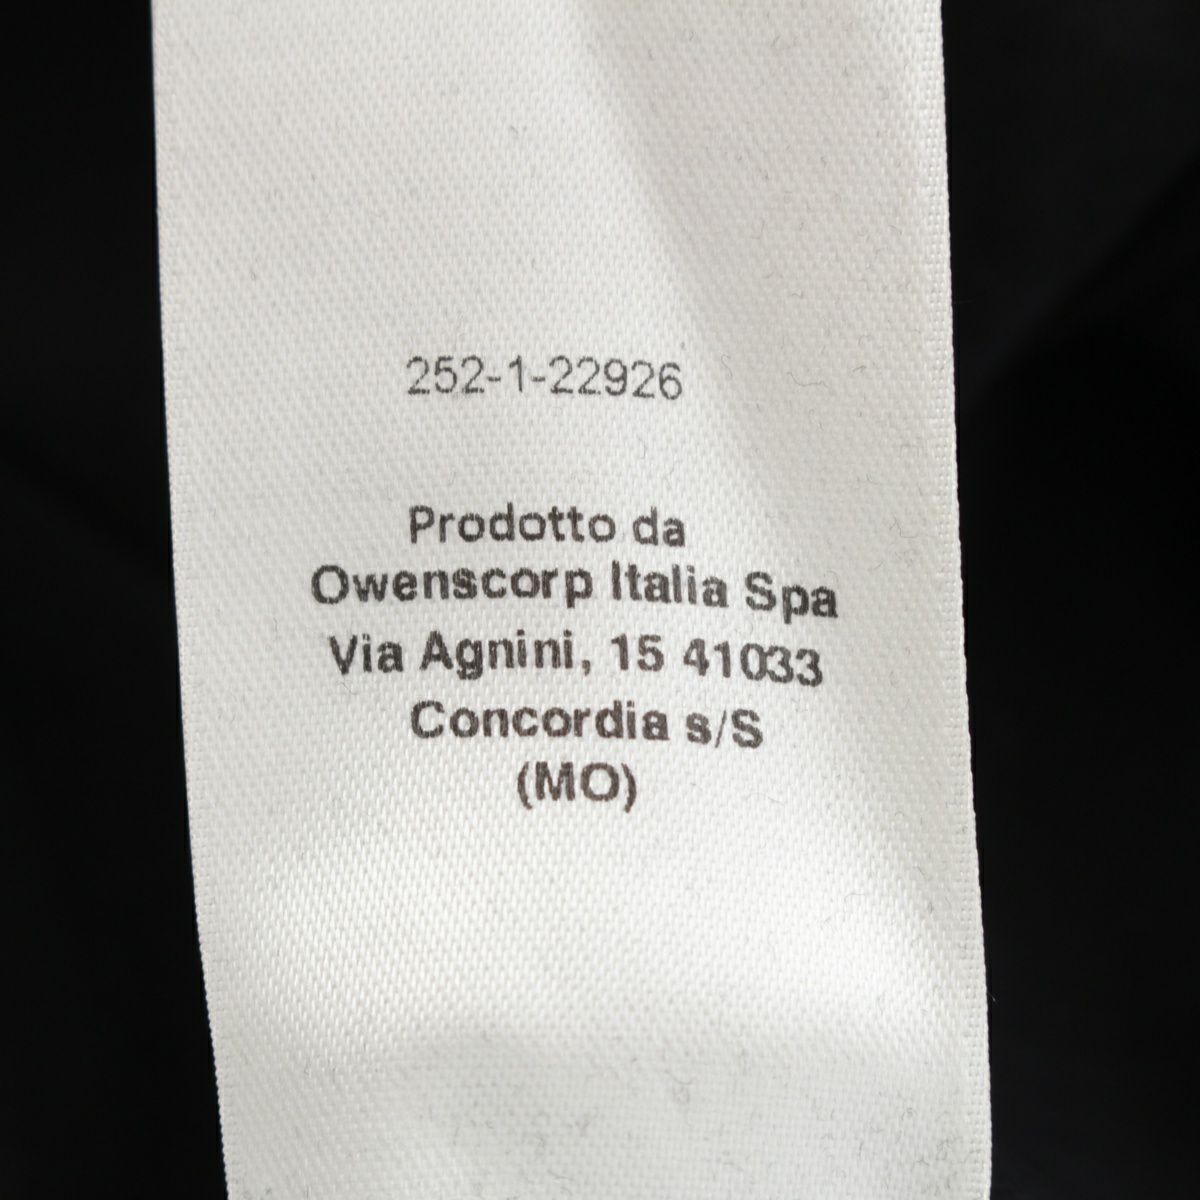 252-1-22926
Prodotto da
Owenscorp Italia Spa
Via Agnini, 15 41033
Concordia s/S
(MO)